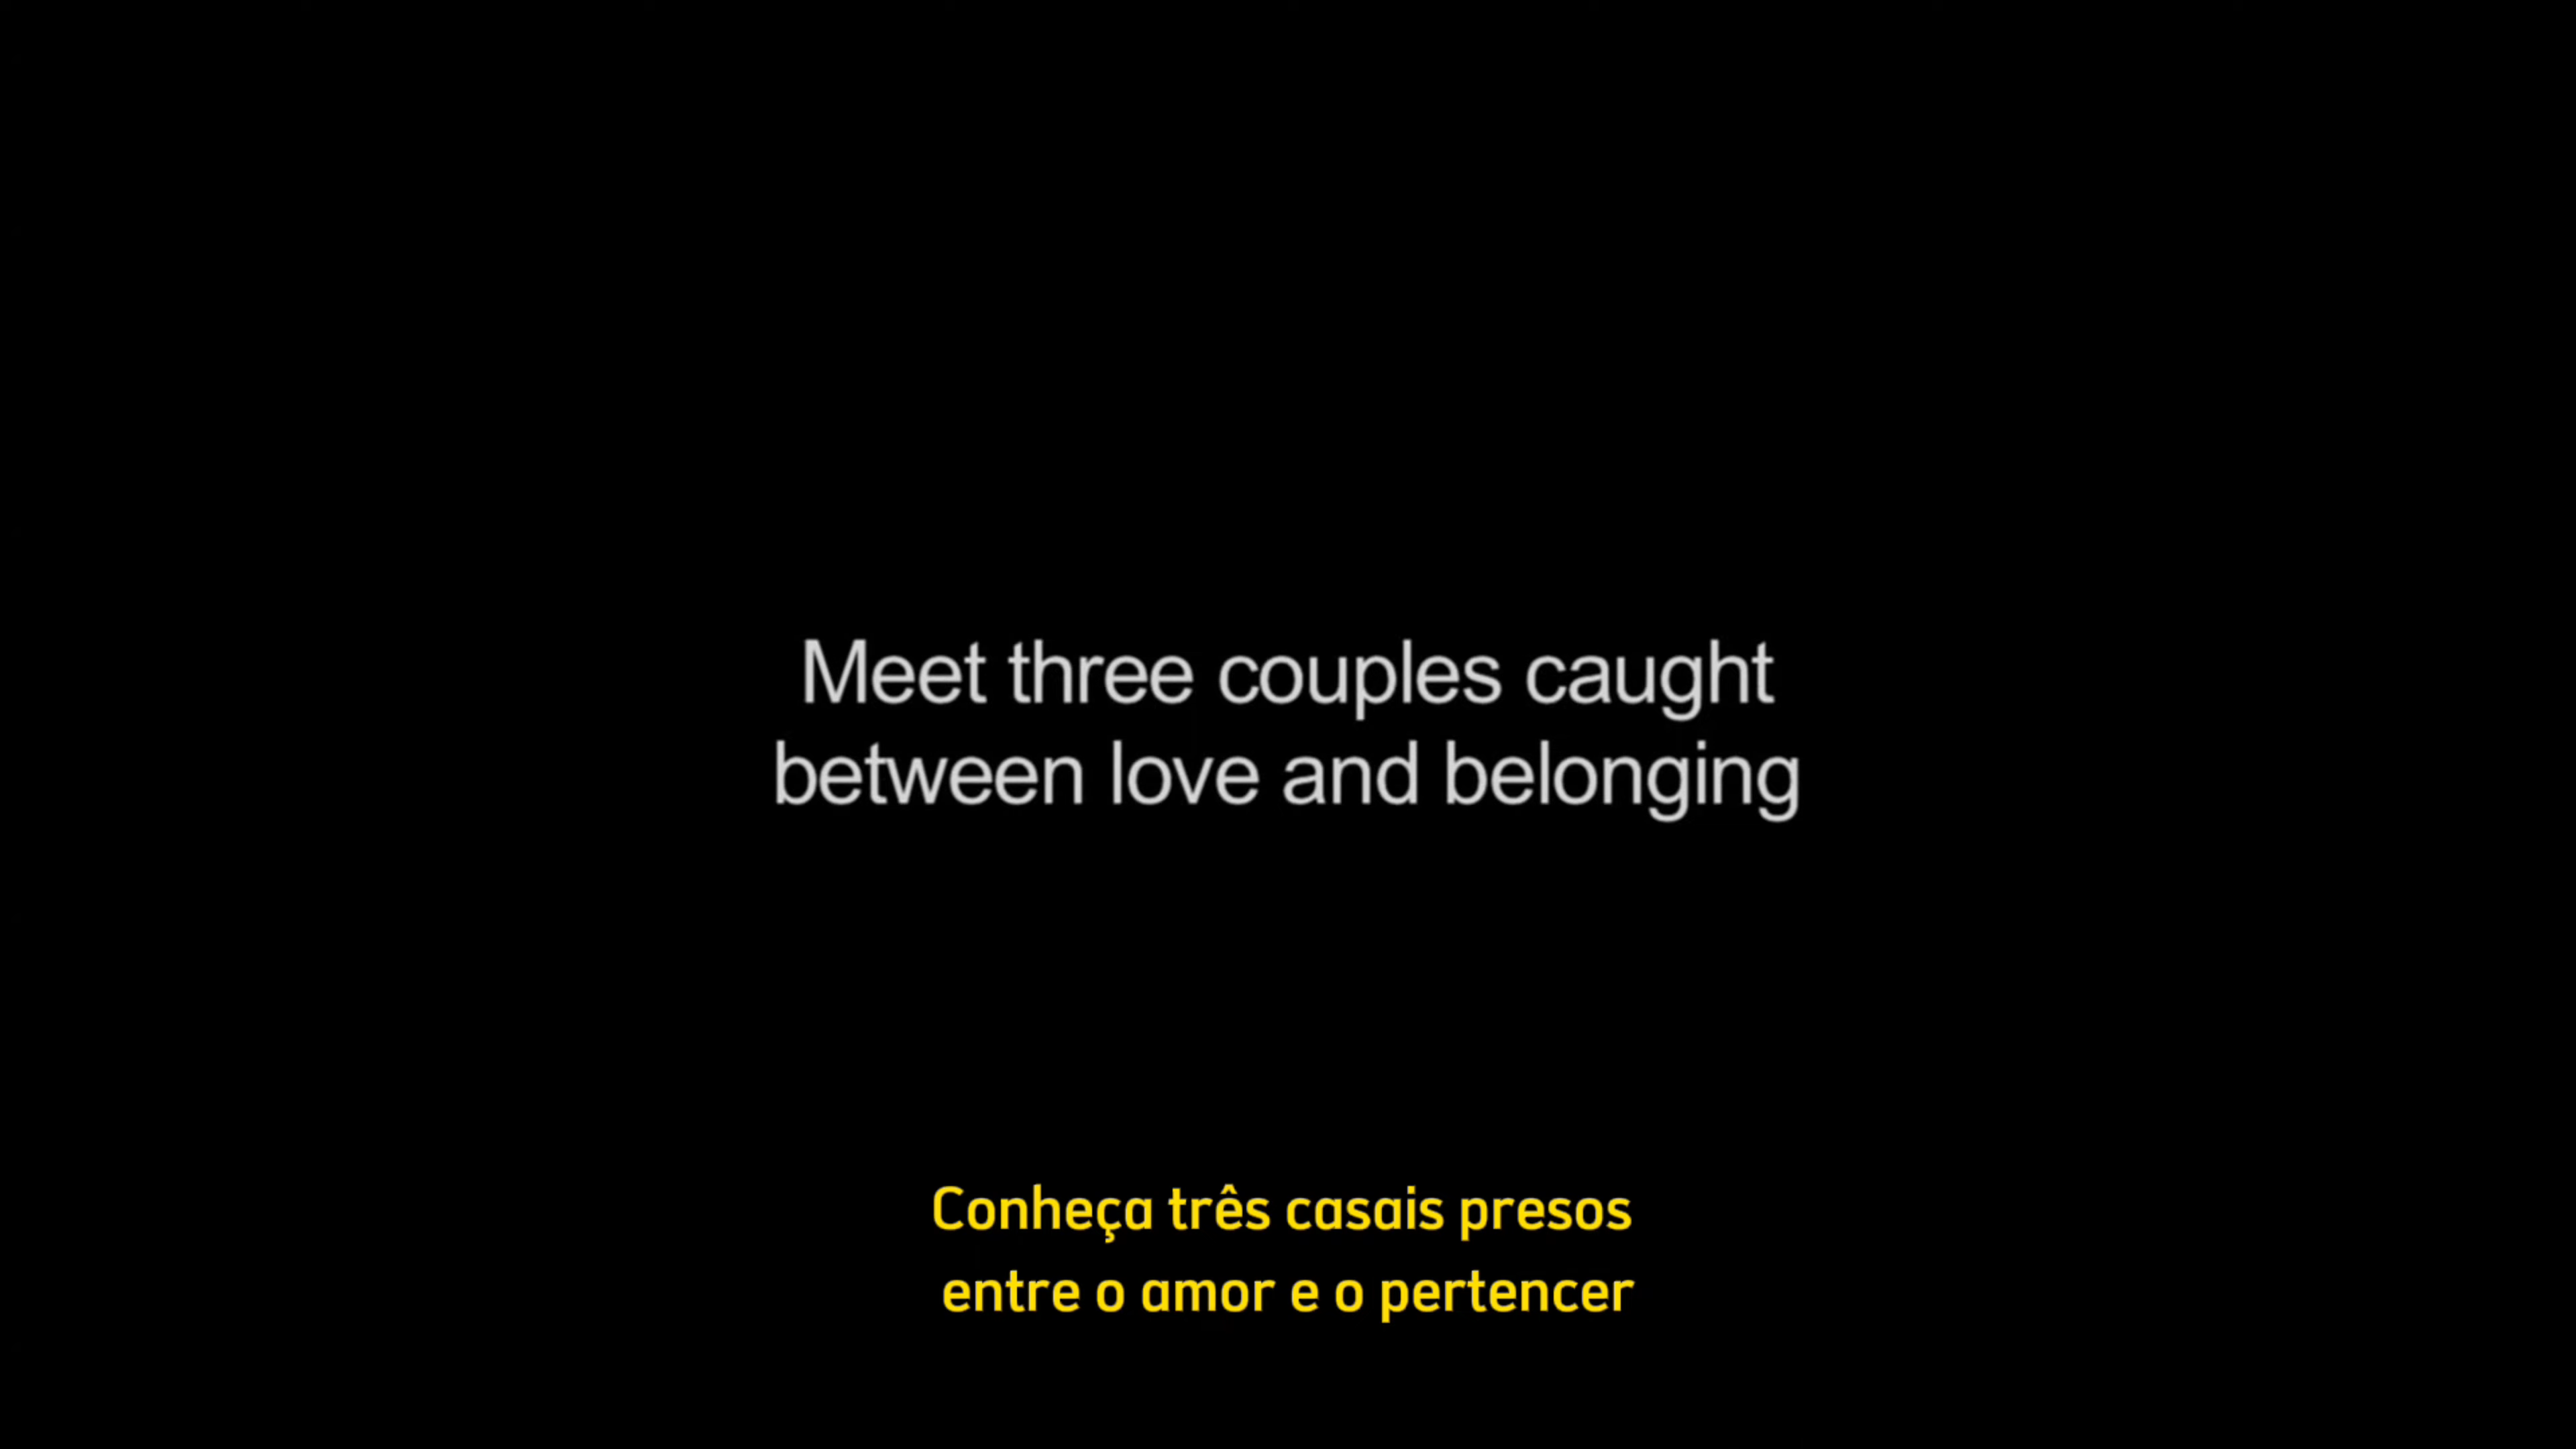 Meet three couples caught
between love and belonging
Conheça três casais presos
entre o amor e o pertencer